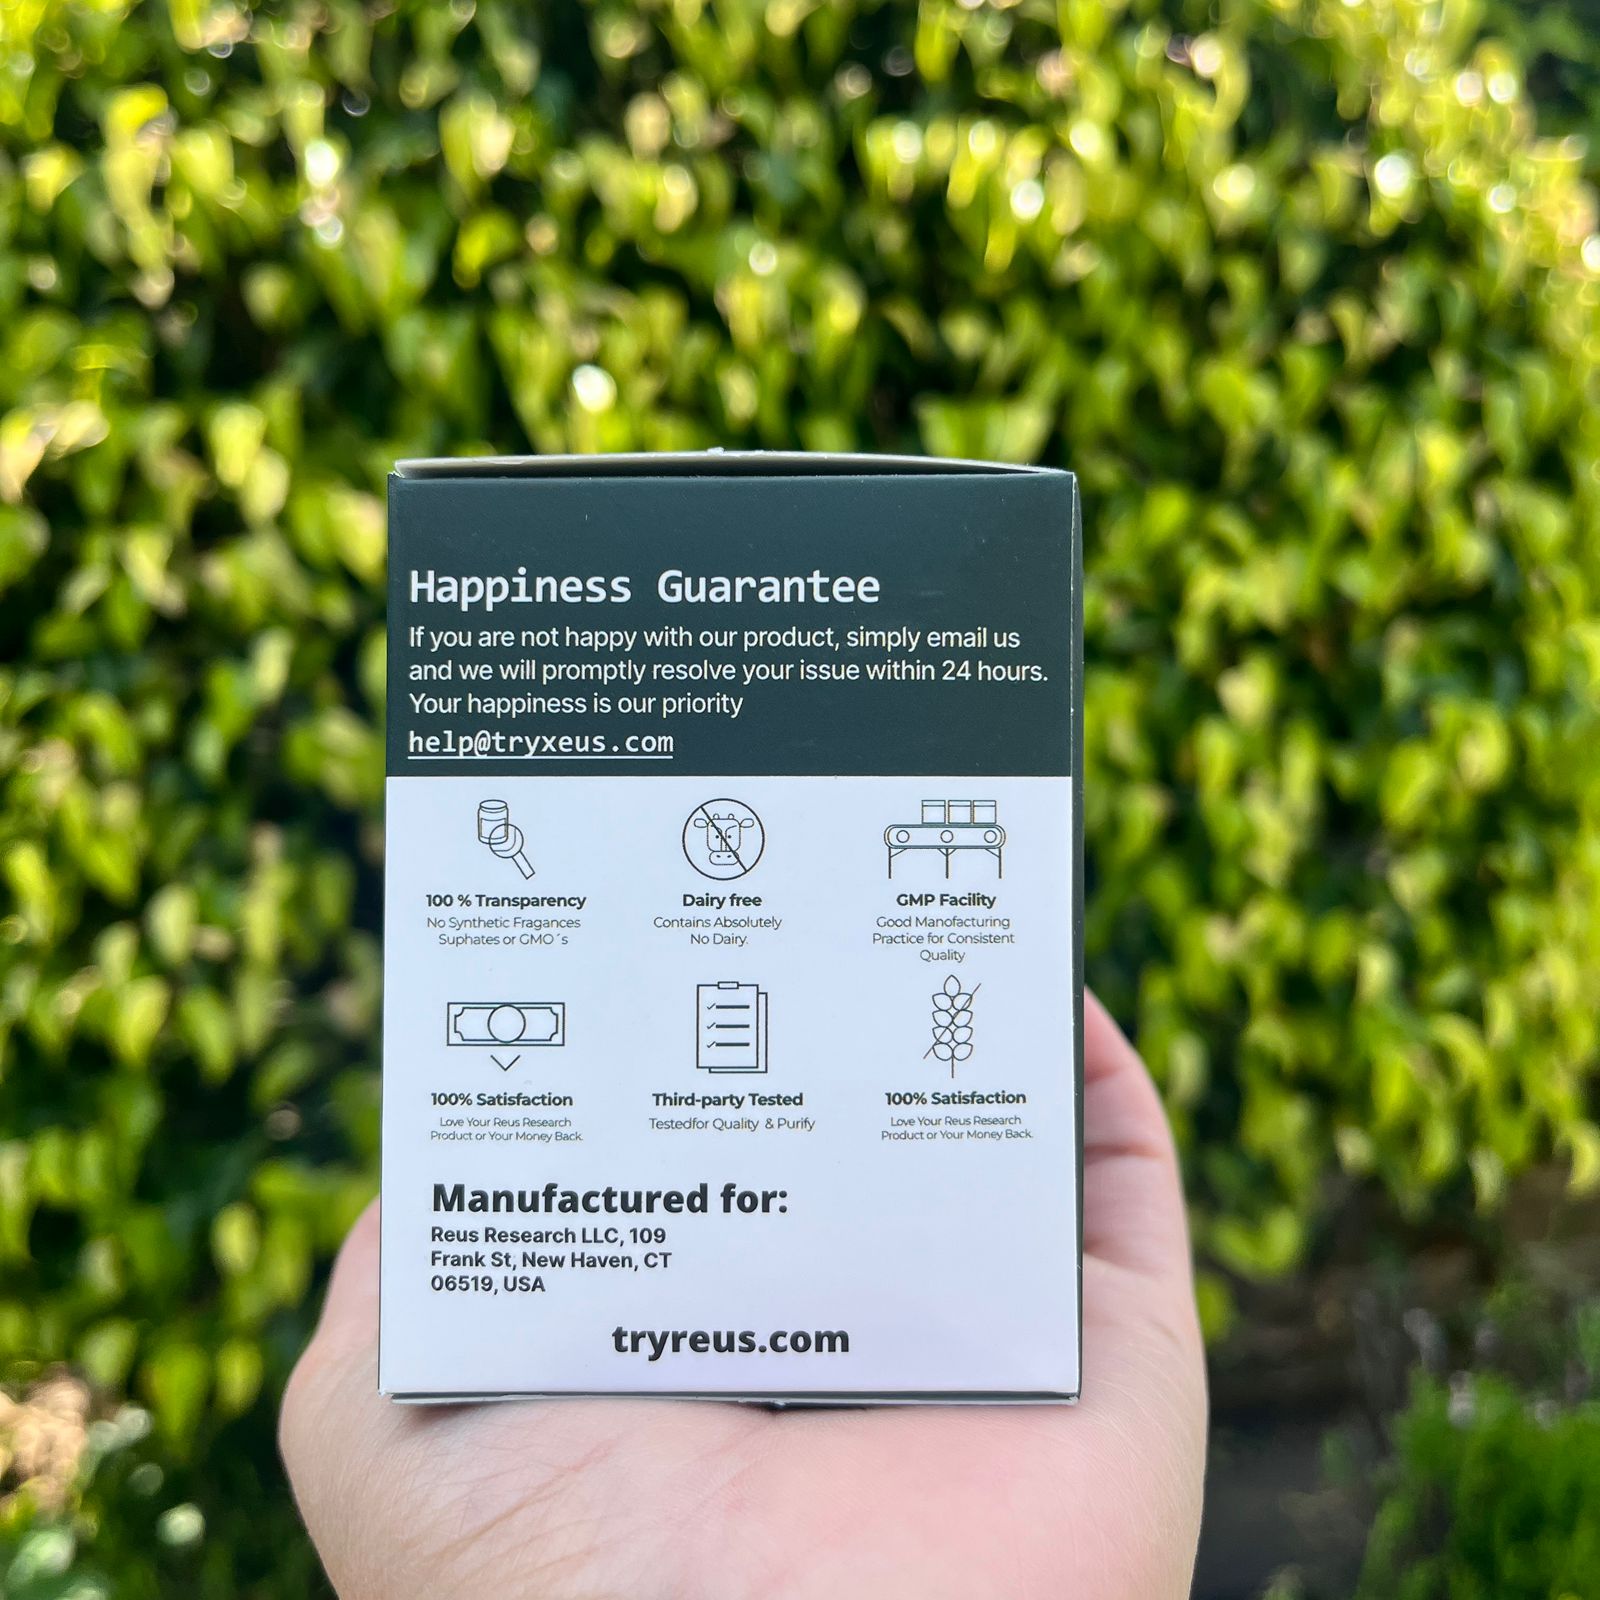 Happiness Guarantee
If you are not happy with our product, simply email us
and we will promptly resolve your issue within 24 hours.
Your happiness is our priority
help@tryxeus.com
100 % Transparency
No Synthetic Fragances
Suphates or GMO´s
Dairy free
Contains Absolutely
No Dairy.
GMP Facility
Good Manufacturing
Practice for Consistent
Quality
100% Satisfaction
Love Your Reus Research
Product or Your Money Back.
Third-party Tested
Testedfor Quality & Purify
100% Satisfaction
Love Your Reus Research
Product or Your Money Back.
Manufactured for:
Reus Research LLC, 109
Frank St, New Haven, CT
06519, USA
tryreus.com